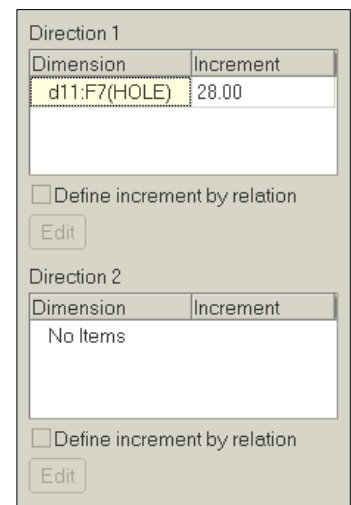 Direction 1
Dimension Increment
d11:F7(HOLE) 28.00
Define increment by relation
Edit
Direction 2
Dimension Increment
No Items
Define increment by relation
Edit